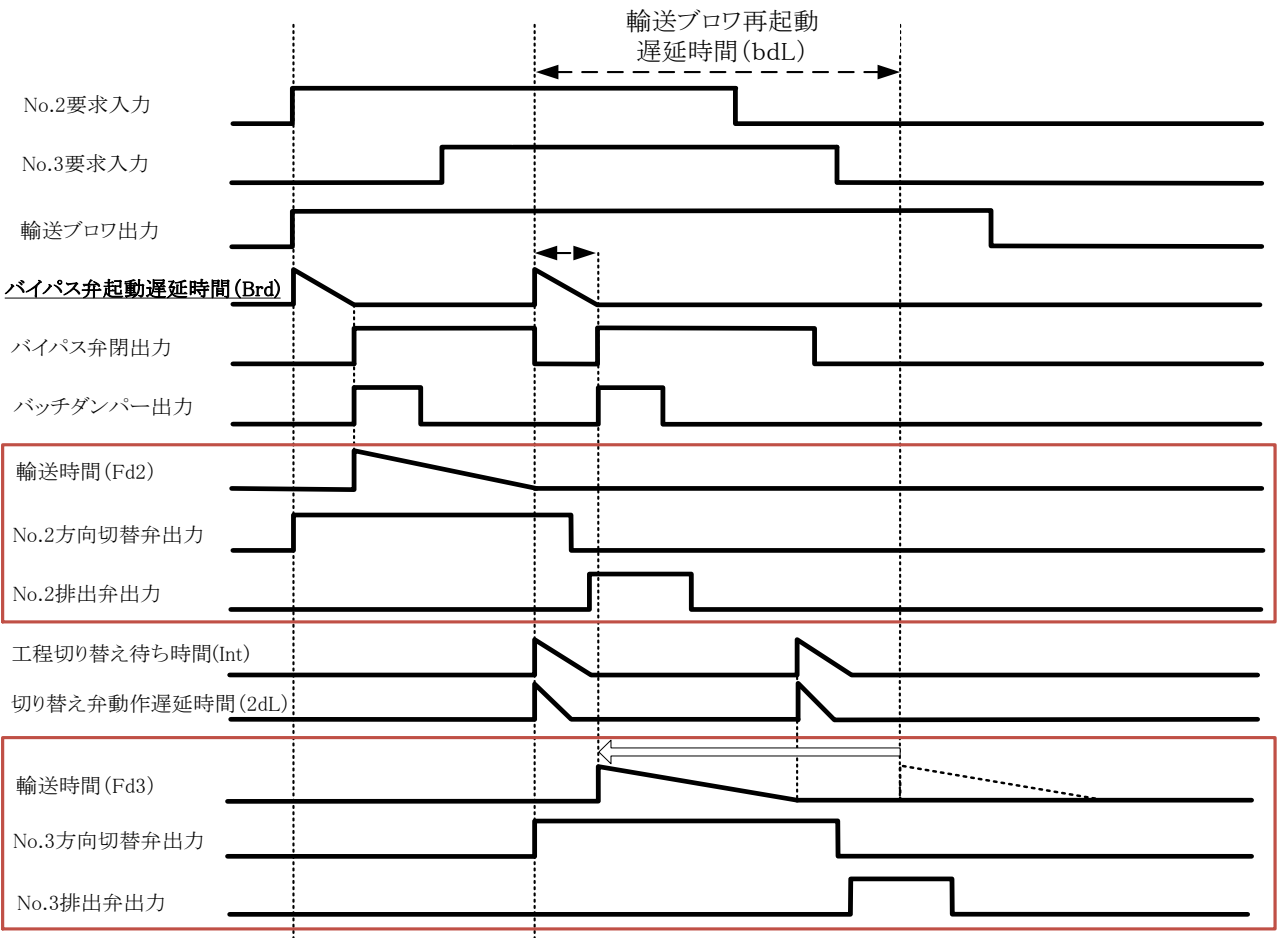 輸送ブロワ再起動
遅延時間(bdL)
No.2要求入力
No.3要求入力
輸送ブロワ出力
バイパス弁起動遅延時間(Brd)
バイパス弁閉出力
バッチダンパー出力
輸送時間(Fd2)
No.2方向切替弁出力
No.2排出弁出力
工程切り替え待ち時間(Int)
切り替え弁動作遅延時間(2dL)
輸送時間(Fd3)
No.3方向切替弁出力
No.3排出弁出力